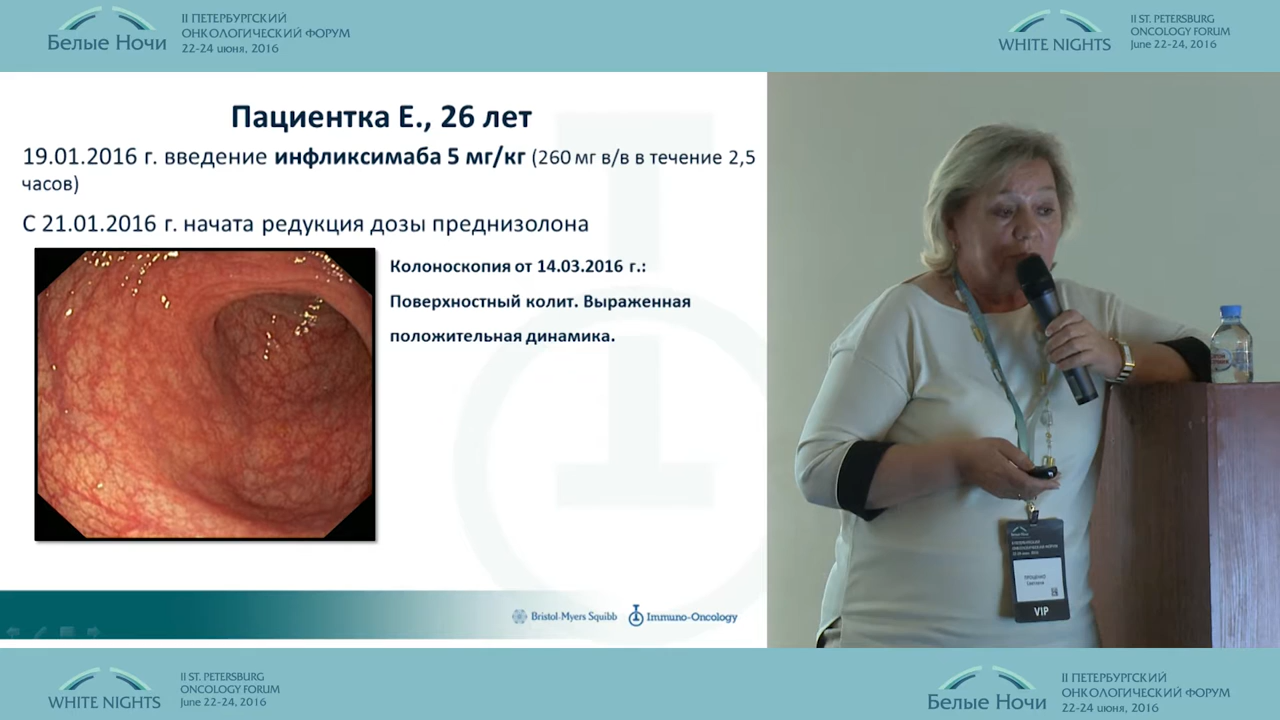 II ПЕТЕРБУРГСКИЙ
ОНКОЛОГИЧЕСКИЙ ФОРУМ
22-24 июня, 2016
Белые Ночи
II ST. PETERSBURG
ONCOLOGY FORUM
June 22-24, 2016
WHITE NIGHTS
Пациентка Е., 26 лет
19.01.2016 г. введение инфликсимаба 5 мг/кг (260 мг в/в в течение 2,5
часов)
С 21.01.2016 г. начата редукция дозы преднизолона
Колоноскопия от 14.03.2016 г.:
Поверхностный колит. Выраженная
положительная динамика.
Bristol-Myers Squibb
Immuno-Oncology
Белые Ночи
ПРОЦЕНКО
Светлана
VIP
WHITE NIGHTS
II ST. PETERSBURG
ONCOLOGY FORUM
June 22-24, 2016
Белые Ночи
II ПЕТЕРБУРГСКИЙ
ОНКОЛОГИЧЕСКИЙ ФОРУМ
22-24 июня, 2016